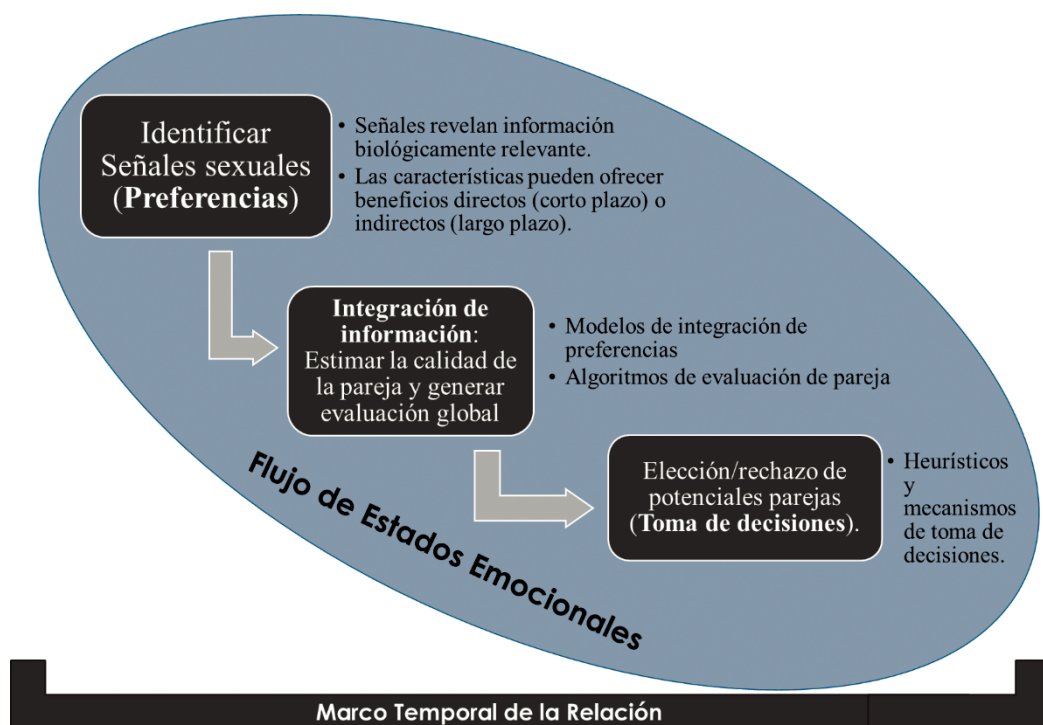 Identificar
Señales sexuales
(Preferencias)
• Señales revelan información
biológicamente relevante.
• Las características pueden ofrecer
beneficios directos (corto plazo) o
indirectos (largo plazo).
Integración de
información:
Estimar la calidad de
la pareja y generar
evaluación global
• Modelos de integración de
preferencias
• Algoritmos de evaluación de pareja
Elección/rechazo de
potenciales parejas
(Toma de decisiones).
• Heurísticos
y
mecanismos
de toma de
decisiones.
Flujo de Estados Emocionales
Marco Temporal de la Relación